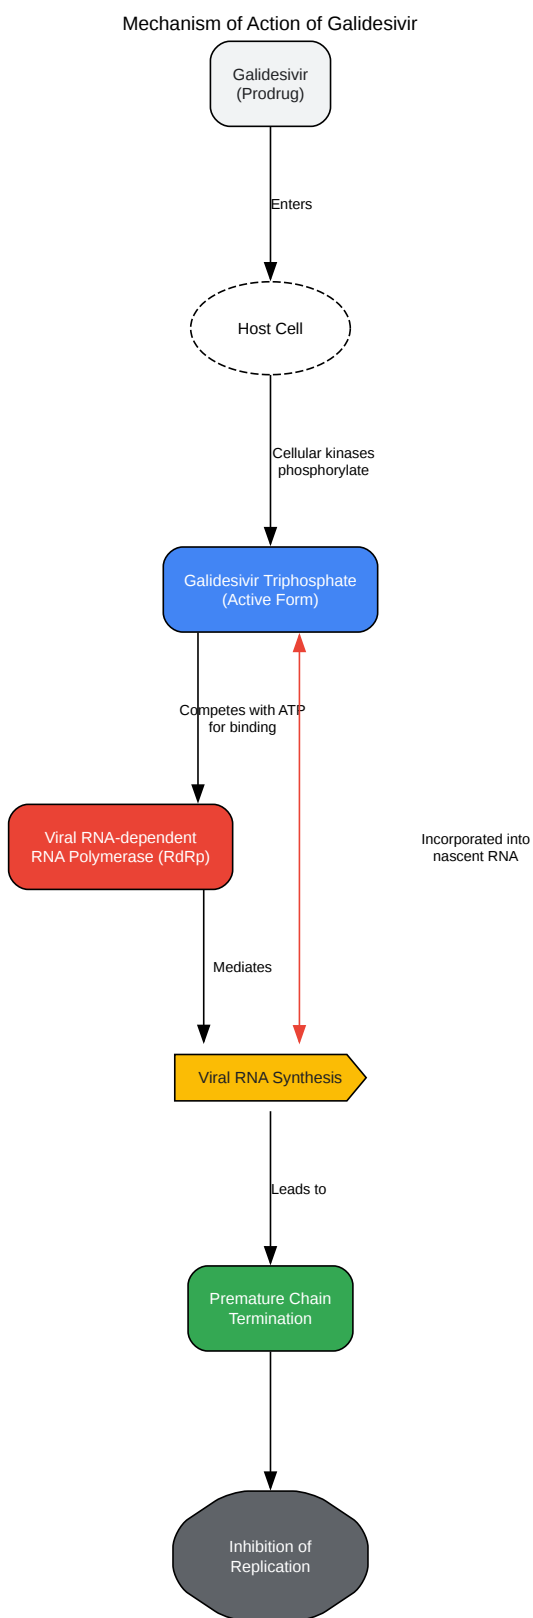 Mechanism of Action of Galidesivir
Galidesivir
(Prodrug)
Enters
Host Cell
Cellular kinases
phosphorylate
Galidesivir Triphosphate
(Active Form)
Competes with ATP
for binding
Viral RNA-dependent
RNA Polymerase (RdRp)
Incorporated into
nascent RNA
Mediates
Viral RNA Synthesis
Leads to
Premature Chain
Termination
Inhibition of
Replication